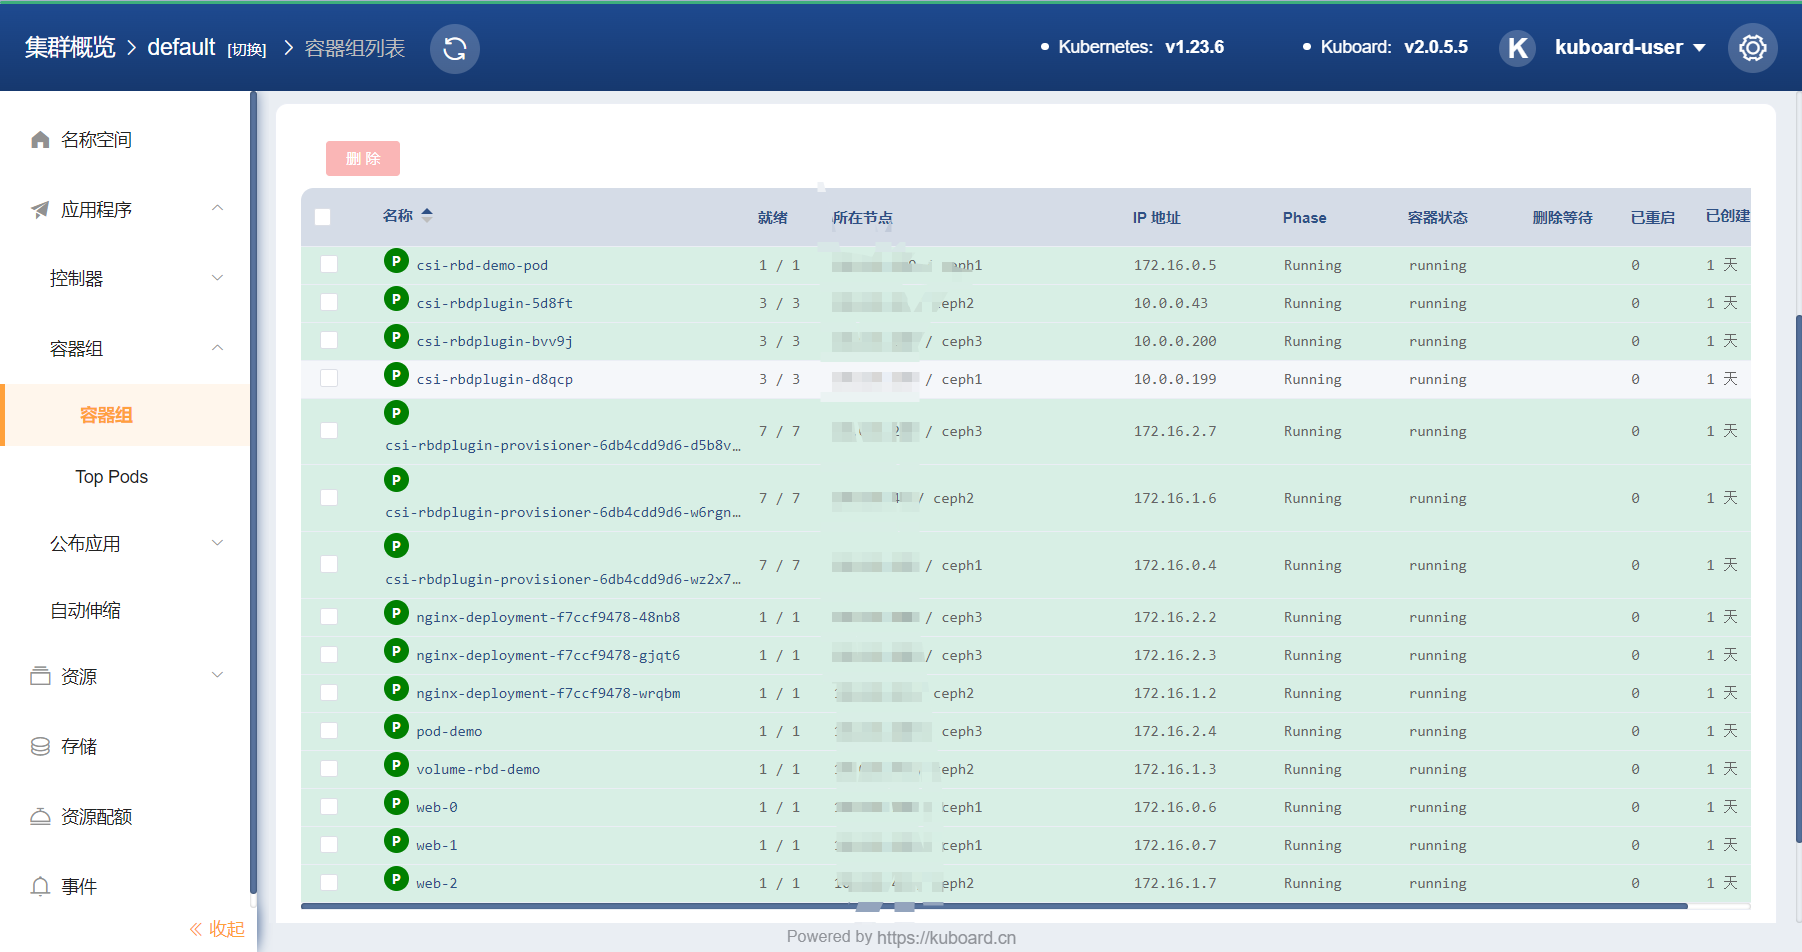 集群概览 > default [切换] > 容器组列表 • Kubernetes: v1.23.6 • Kuboard: v2.0.5.5 K kuboard-user
名称空间
应用程序
控制器
容器组
容器组
Top Pods
公布应用
自动伸缩
资源
存储
资源配额
事件
« 收起
删 除
名称 就绪 所在节点 IP 地址 Phase 容器状态 删除等待 已重启 已创建
P csi-rbd-demo-pod 1 / 1 ceph1 172.16.0.5 Running running 0 1 天
P csi-rbdplugin-5d8ft 3 / 3 ceph2 10.0.0.43 Running running 0 1 天
P csi-rbdplugin-bvv9j 3 / 3 / ceph3 10.0.0.200 Running running 0 1 天
P csi-rbdplugin-d8qcp 3 / 3 / ceph1 10.0.0.199 Running running 0 1 天
P csi-rbdplugin-provisioner-6db4cdd9d6-d5b8v… 7 / 7 / ceph3 172.16.2.7 Running running 0 1 天
P csi-rbdplugin-provisioner-6db4cdd9d6-w6rgn… 7 / 7 / ceph2 172.16.1.6 Running running 0 1 天
P csi-rbdplugin-provisioner-6db4cdd9d6-wz2x7… 7 / 7 / ceph1 172.16.0.4 Running running 0 1 天
P nginx-deployment-f7ccf9478-48nb8 1 / 1 / ceph3 172.16.2.2 Running running 0 1 天
P nginx-deployment-f7ccf9478-gjqt6 1 / 1 / ceph3 172.16.2.3 Running running 0 1 天
P nginx-deployment-f7ccf9478-wrqbm 1 / 1 ceph2 172.16.1.2 Running running 0 1 天
P pod-demo 1 / 1 ceph3 172.16.2.4 Running running 0 1 天
P volume-rbd-demo 1 / 1 eph2 172.16.1.3 Running running 0 1 天
P web-0 1 / 1 ceph1 172.16.0.6 Running running 0 1 天
P web-1 1 / 1 ceph1 172.16.0.7 Running running 0 1 天
P web-2 1 / 1 eph2 172.16.1.7 Running running 0 1 天
Powered by https://kuboard.cn